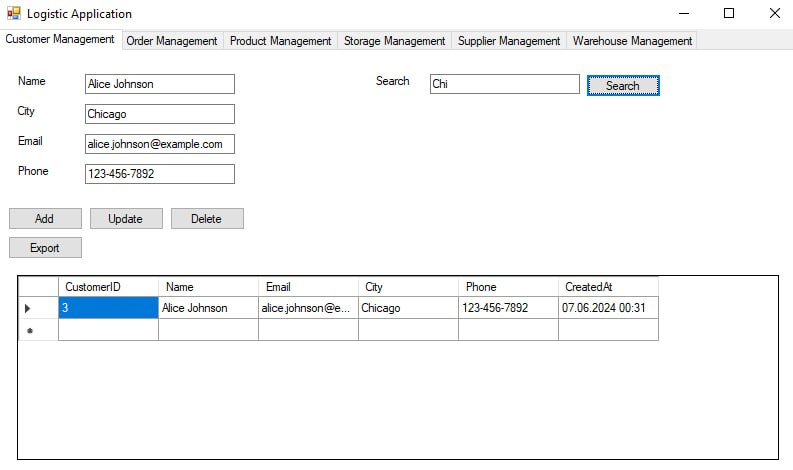 Logistic Application
Customer Management Order Management Product Management Storage Management Supplier Management Warehouse Management
Name Alice Johnson Search Chi Search
City Chicago
Email alice.johnson@example.com
Phone 123-456-7892
Add Update Delete
Export
CustomerID Name Email City Phone CreatedAt
3 Alice Johnson alice.johnson@e... Chicago 123-456-7892 07.06.2024 00:31